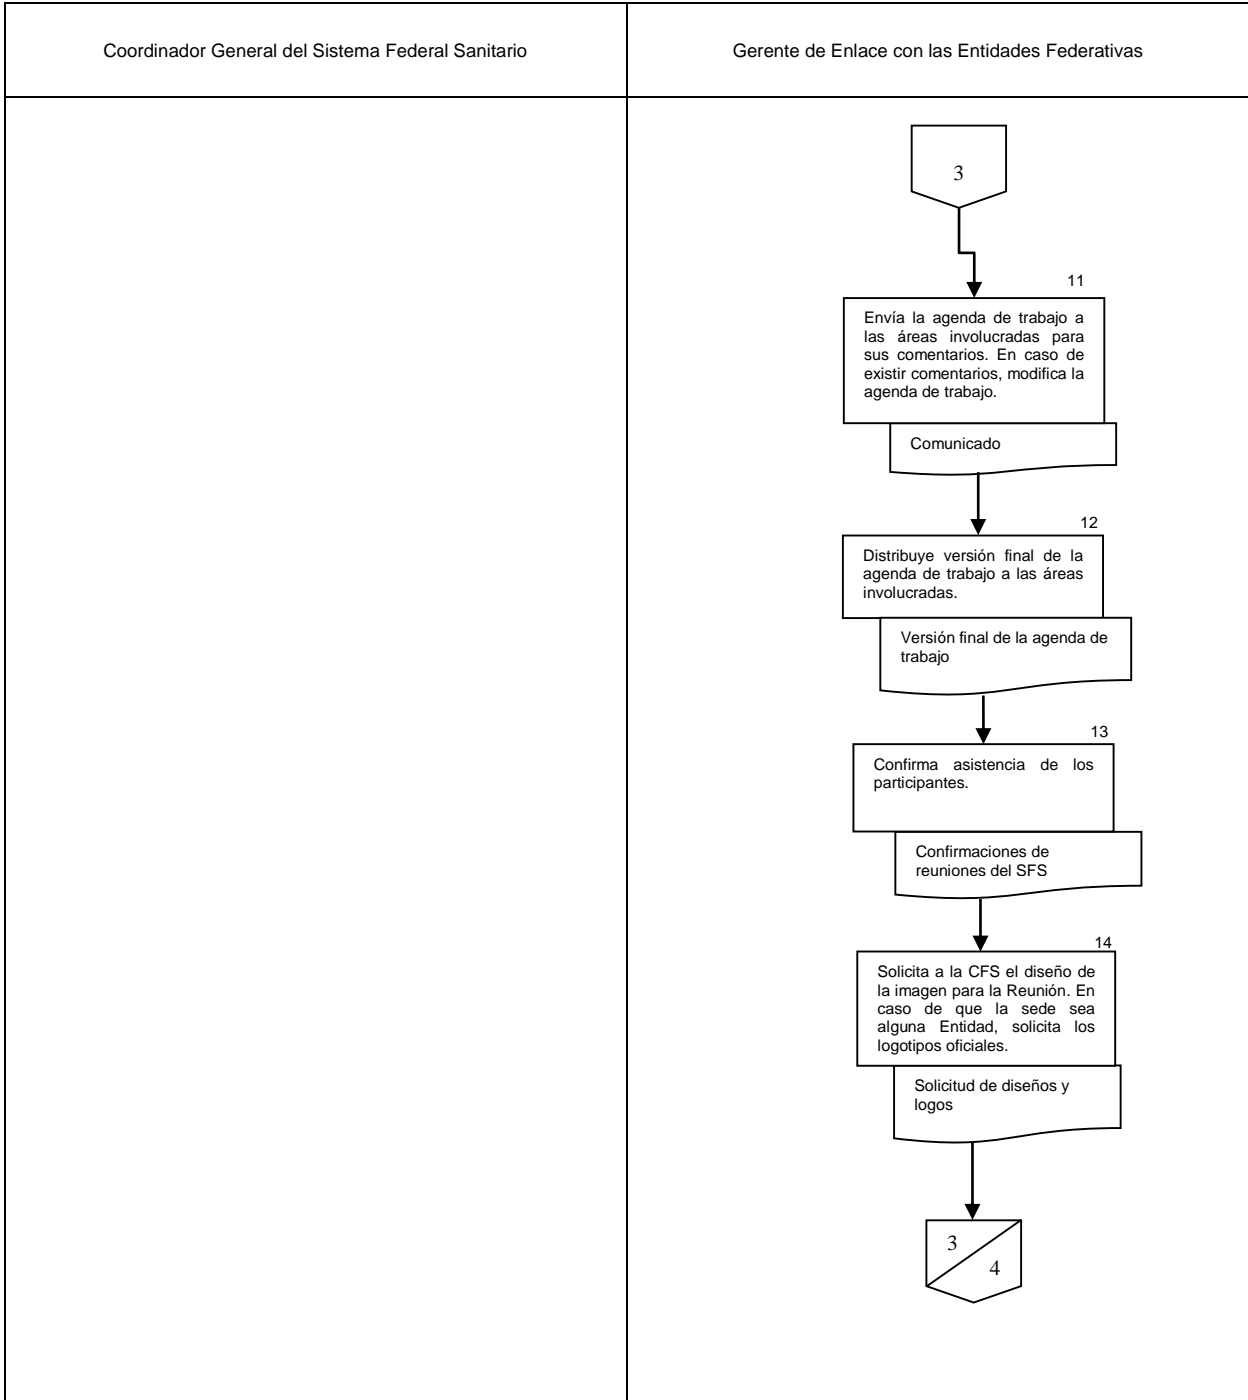 Coordinador General del Sistema Federal Sanitario
Gerente de Enlace con las Entidades Federativas
3
11
Envía la agenda de trabajo a
las áreas involucradas para
sus comentarios. En caso de
existir comentarios, modifica la
agenda de trabajo.
Comunicado
12
Distribuye versión final de la
agenda de trabajo a las áreas
involucradas.
Versión final de la agenda de
trabajo
13
Confirma asistencia de los
participantes.
Confirmaciones de
reuniones del SFS
14
Solicita a la CFS el diseño de
la imagen para la Reunión. En
caso de que la sede sea
alguna Entidad, solicita los
logotipos oficiales.
Solicitud de diseños y
logos
3
4